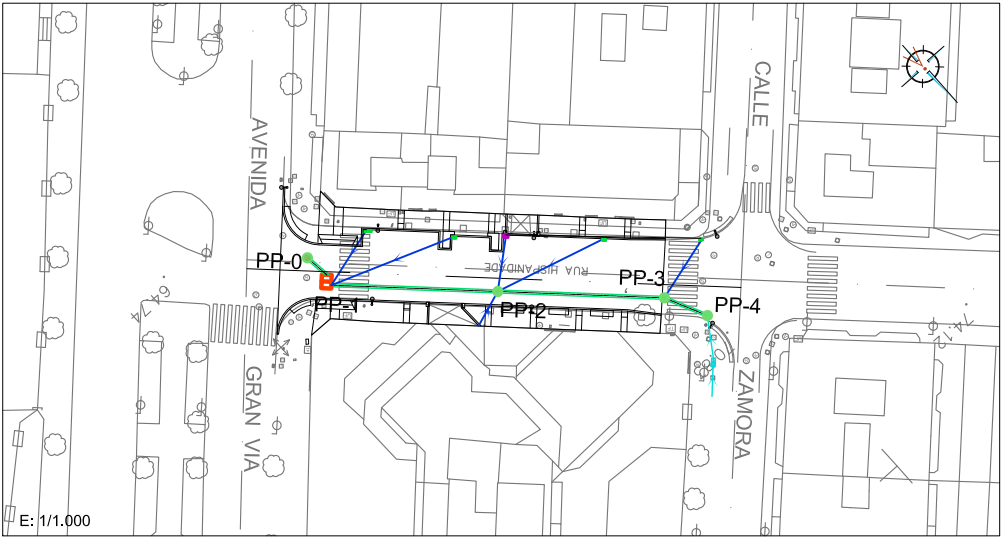 CALLE
AVENIDA
PP-0
RUA HISPANIDADE
PP-3
PP-1
PP-2
PP-4
GRAN VIA
ZAMORA
E: 1/1.000